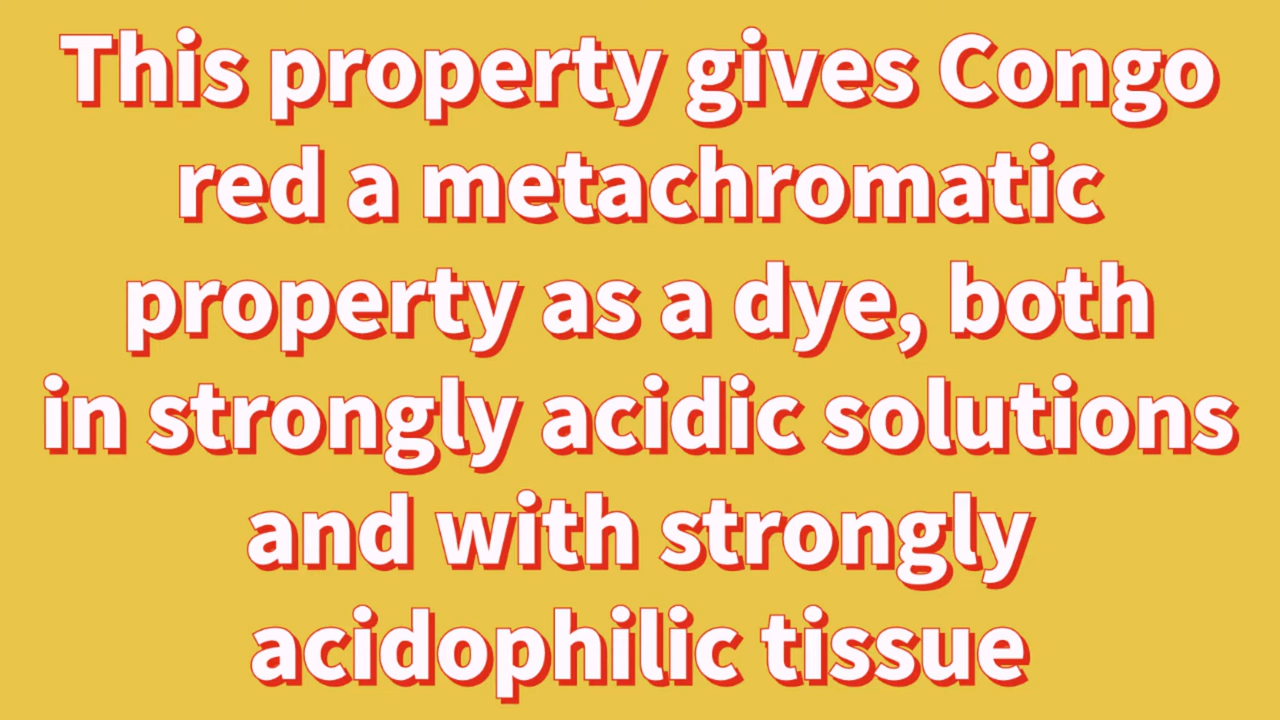 This property gives Congo
red a metachromatic
property as a dye, both
in strongly acidic solutions
and with strongly
acidophilic tissue